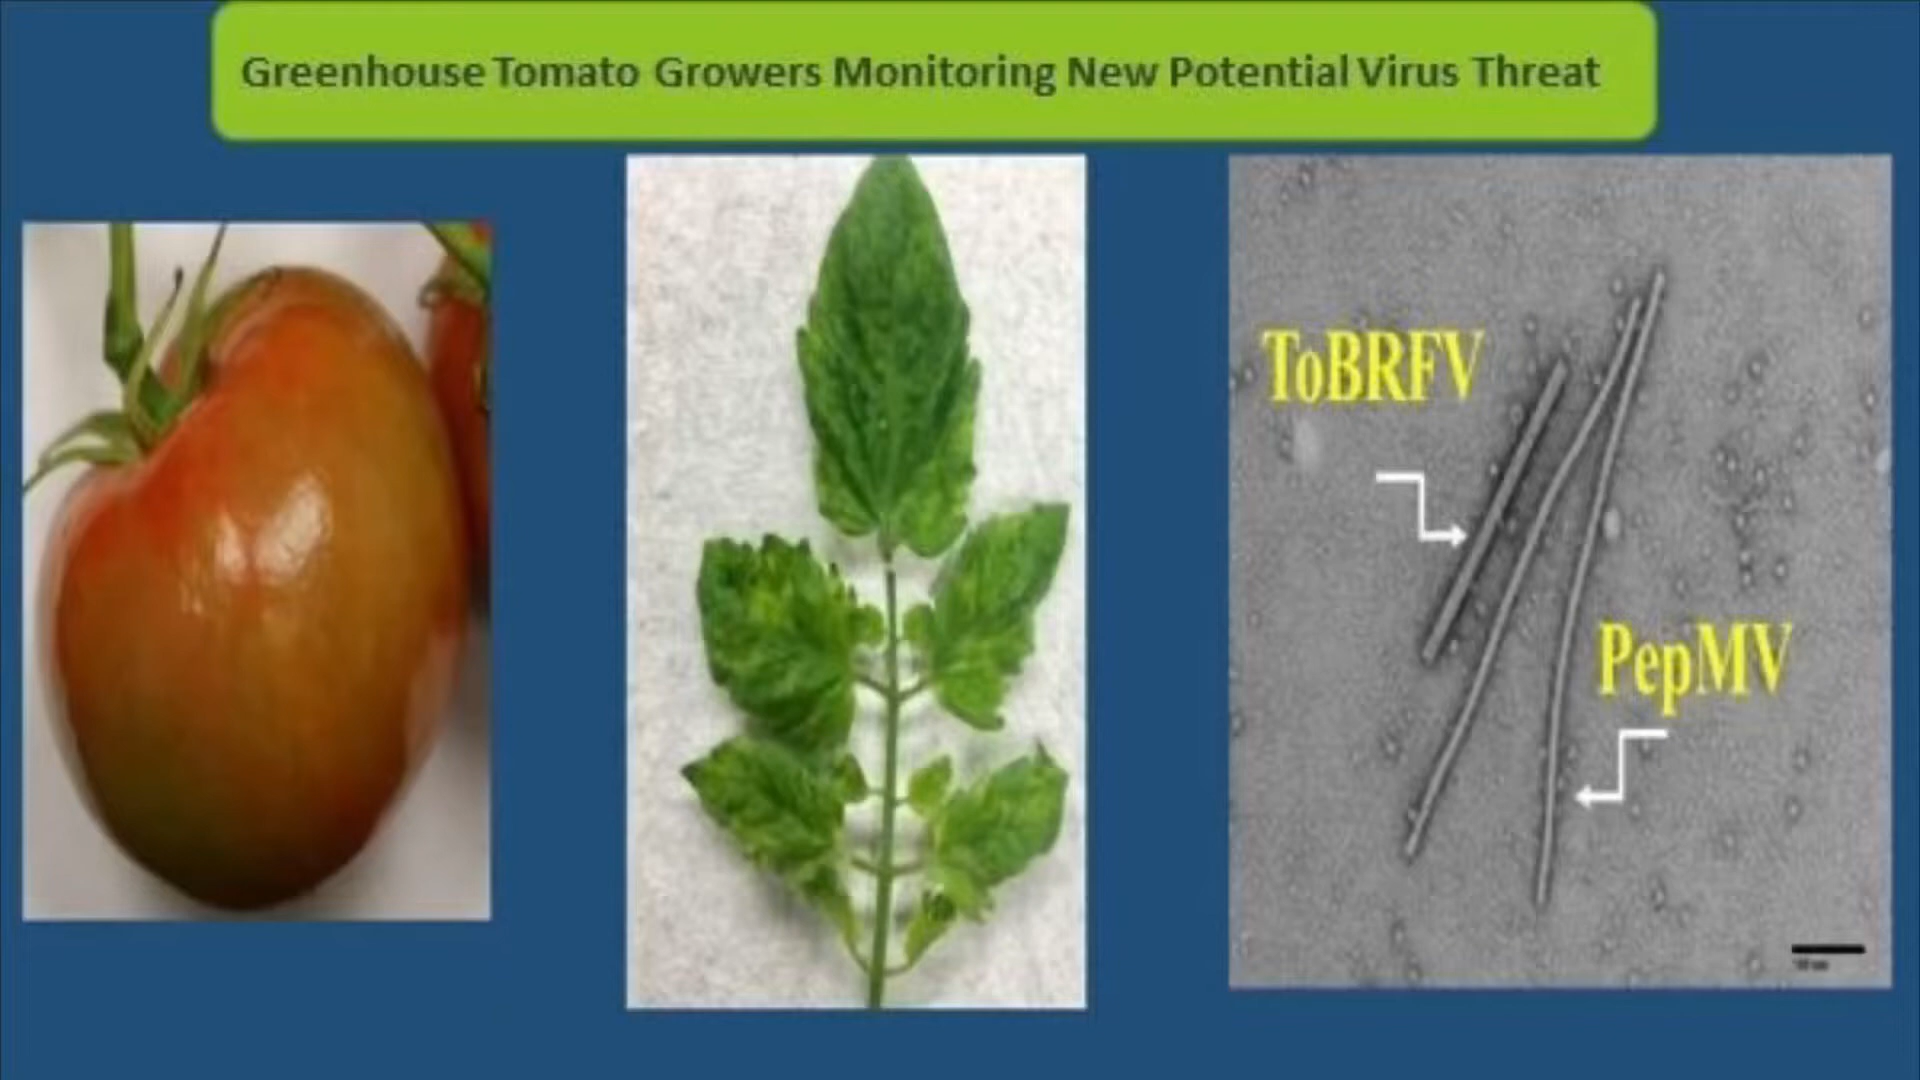 Greenhouse Tomato Growers Monitoring New Potential Virus Threat
ToBRFV
PepMV